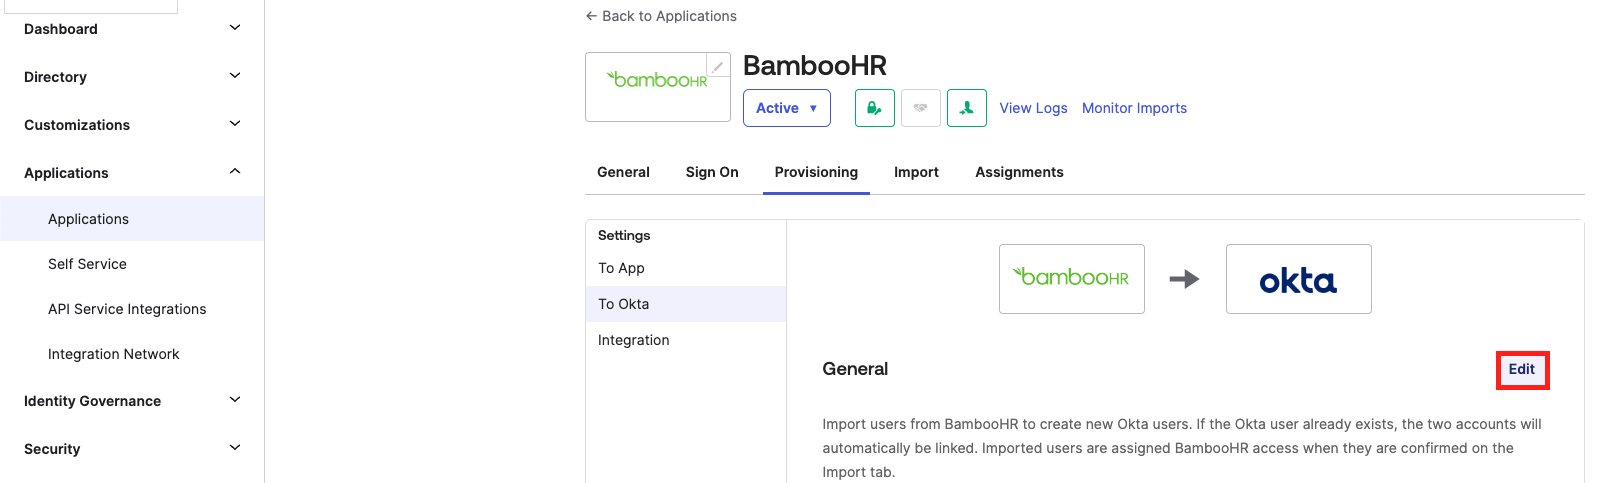 Dashboard
Directory
Customizations
Applications
Applications
Self Service
API Service Integrations
Integration Network
Identity Governance
Security
← Back to Applications
bambooHR
BambooHR
Active ▼
View Logs
Monitor Imports
General
Sign On
Provisioning
Import
Assignments
Settings
To App
To Okta
Integration
bambooHR
okta
General
Edit
Import users from BambooHR to create new Okta users. If the Okta user already exists, the two accounts will
automatically be linked. Imported users are assigned BambooHR access when they are confirmed on the
Import tab.